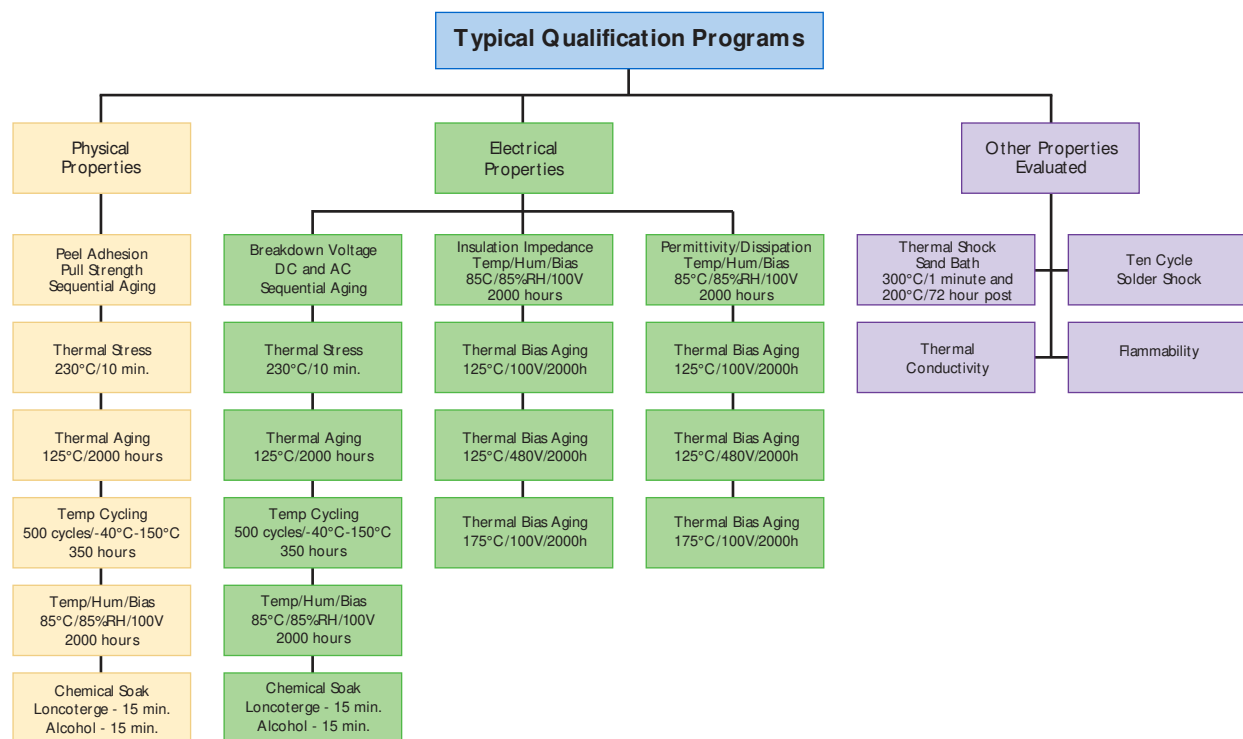 Typical Qualification Programs
Physical
Properties
Electrical
Properties
Other Properties
Evaluated
Peel Adhesion
Pull Strength
Sequential Aging
Breakdown Voltage
DC and AC
Sequential Aging
Insulation Impedance
Temp/Hum/Bias
85C/85%RH/100V
2000 hours
Permittivity/Dissipation
Temp/Hum/Bias
85°C/85%RH/100V
2000 hours
Thermal Shock
Sand Bath
300°C/1 minute and
200°C/72 hour post
Ten Cycle
Solder Shock
Thermal Stress
230°C/10 min.
Thermal Stress
230°C/10 min.
Thermal Bias Aging
125°C/100V/2000h
Thermal Bias Aging
125°C/100V/2000h
Thermal
Conductivity
Flammability
Thermal Aging
125°C/2000 hours
Thermal Aging
125°C/2000 hours
Thermal Bias Aging
125°C/480V/2000h
Thermal Bias Aging
125°C/480V/2000h
Temp Cycling
500 cycles/-40°C-150°C
350 hours
Temp Cycling
500 cycles/-40°C-150°C
350 hours
Thermal Bias Aging
175°C/100V/2000h
Thermal Bias Aging
175°C/100V/2000h
Temp/Hum/Bias
85°C/85%RH/100V
2000 hours
Temp/Hum/Bias
85°C/85%RH/100V
2000 hours
Chemical Soak
Loncoterge - 15 min.
Alcohol - 15 min.
Chemical Soak
Loncoterge - 15 min.
Alcohol - 15 min.